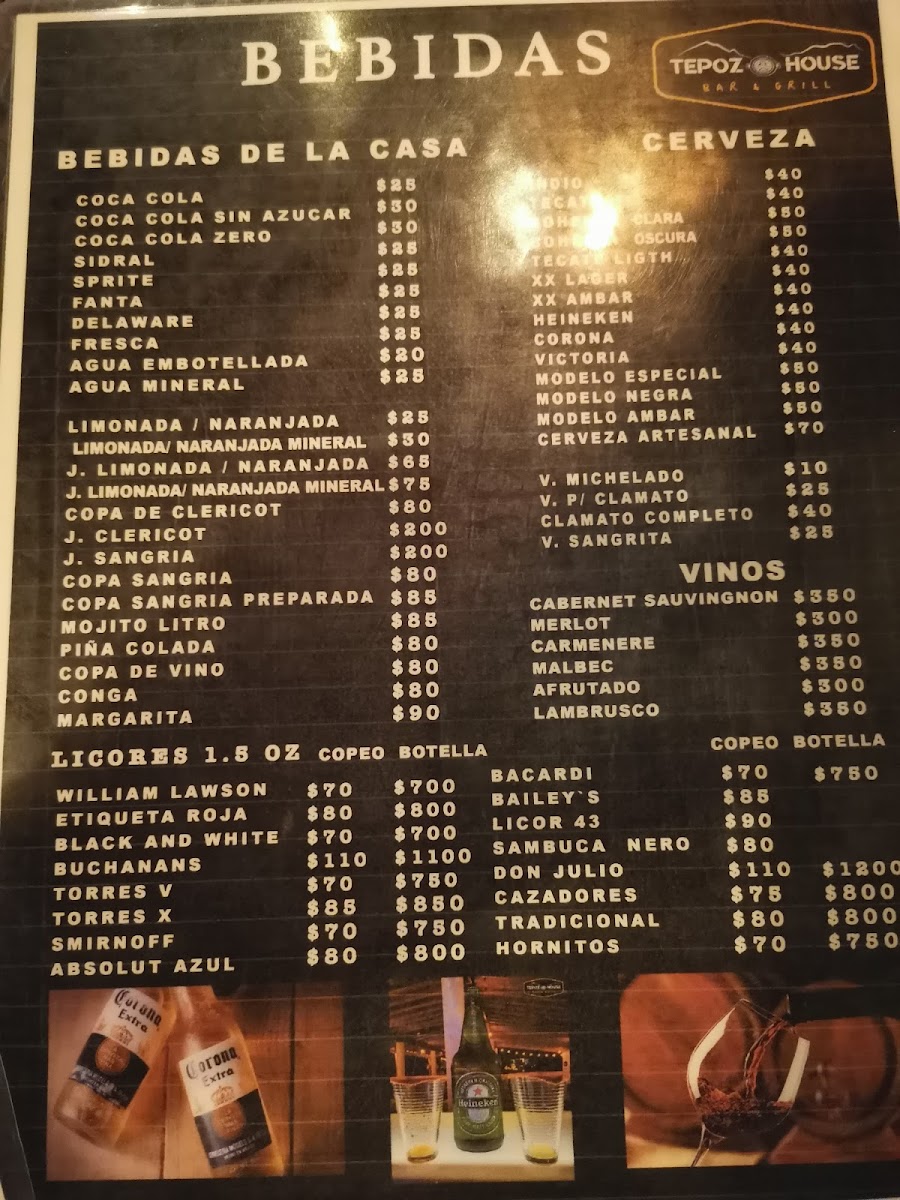 BEBIDAS
TEPOZ HOUSE
BAR & GRILL
BEBIDAS DE LA CASA
COCA COLA $25
COCA COLA SIN AZUCAR $30
COCA COLA ZERO $30
SIDRAL $25
SPRITE $25
FANTA $25
DELAWARE $25
FRESCA $25
AGUA EMBOTELLADA $20
AGUA MINERAL $25
LIMONADA / NARANJADA $25
LIMONADA/ NARANJADA MINERAL $30
J. LIMONADA / NARANJADA $65
J. LIMONADA/ NARANJADA MINERAL $75
COPA DE CLERICOT $80
J. CLERICOT $200
J. SANGRIA $200
COPA SANGRIA $80
COPA SANGRIA PREPARADA $85
MOJITO LITRO $85
PIÑA COLADA $80
COPA DE VINO $80
CONGA $80
MARGARITA $90
CERVEZA
$40
$40
CLARA $50
OSCURA $50
TECATE LIGTH $40
XX LAGER $40
XX AMBAR $40
HEINEKEN $40
CORONA $40
VICTORIA $40
MODELO ESPECIAL $50
MODELO NEGRA $50
MODELO AMBAR $50
CERVEZA ARTESANAL $70
V. MICHELADO $10
V. P/ CLAMATO $25
CLAMATO COMPLETO $40
V. SANGRITA $25
VINOS
CABERNET SAUVINGNON $350
MERLOT $300
CARMENERE $350
MALBEC $350
AFRUTADO $300
LAMBRUSCO $350
LICORES 1.5 OZ COPEO BOTELLA
WILLIAM LAWSON $70 $700
ETIQUETA ROJA $80 $800
BLACK AND WHITE $70 $700
BUCHANANS $110 $1100
TORRES V $70 $750
TORRES X $85 $850
SMIRNOFF $70 $750
ABSOLUT AZUL $80 $800
COPEO BOTELLA
BACARDI $70 $750
BAILEY`S $85
LICOR 43 $90
SAMBUCA NERO $80
DON JULIO $110 $1200
CAZADORES $75 $800
TRADICIONAL $80 $800
HORNITOS $70 $750
Corona
Extra
Corona
Extra
Heineken
TEPOZ HOUSE